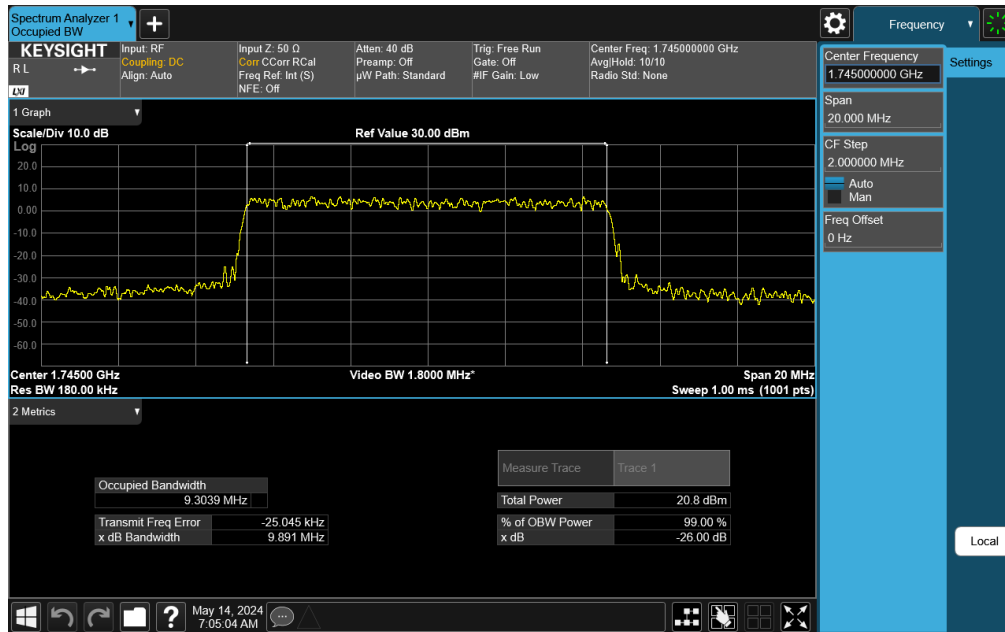 Spectrum Analyzer 1
Occupied BW
+
Frequency
KEYSIGHT
R L
LXI
Input: RF
Coupling: DC
Align: Auto
Input Z: 50 Ω
Corr CCorr RCal
Freq Ref: Int (S)
NFE: Off
Atten: 40 dB
Preamp: Off
µW Path: Standard
Trig: Free Run
Gate: Off
#IF Gain: Low
Center Freq: 1.745000000 GHz
Avg|Hold: 10/10
Radio Std: None
Center Frequency
1.745000000 GHz
Settings
Span
20.000 MHz
CF Step
2.000000 MHz
Auto
Man
Freq Offset
0 Hz
Local
1 Graph
Scale/Div 10.0 dB
Ref Value 30.00 dBm
Log
20.0
10.0
0.00
-10.0
-20.0
-30.0
-40.0
-50.0
-60.0
Center 1.74500 GHz
Video BW 1.8000 MHz*
Span 20 MHz
Res BW 180.00 kHz
Sweep 1.00 ms (1001 pts)
2 Metrics
Measure Trace Trace 1
Occupied Bandwidth
9.3039 MHz
Total Power 20.8 dBm
Transmit Freq Error -25.045 kHz
% of OBW Power 99.00 %
x dB Bandwidth 9.891 MHz
x dB -26.00 dB
?
May 14, 2024
7:05:04 AM